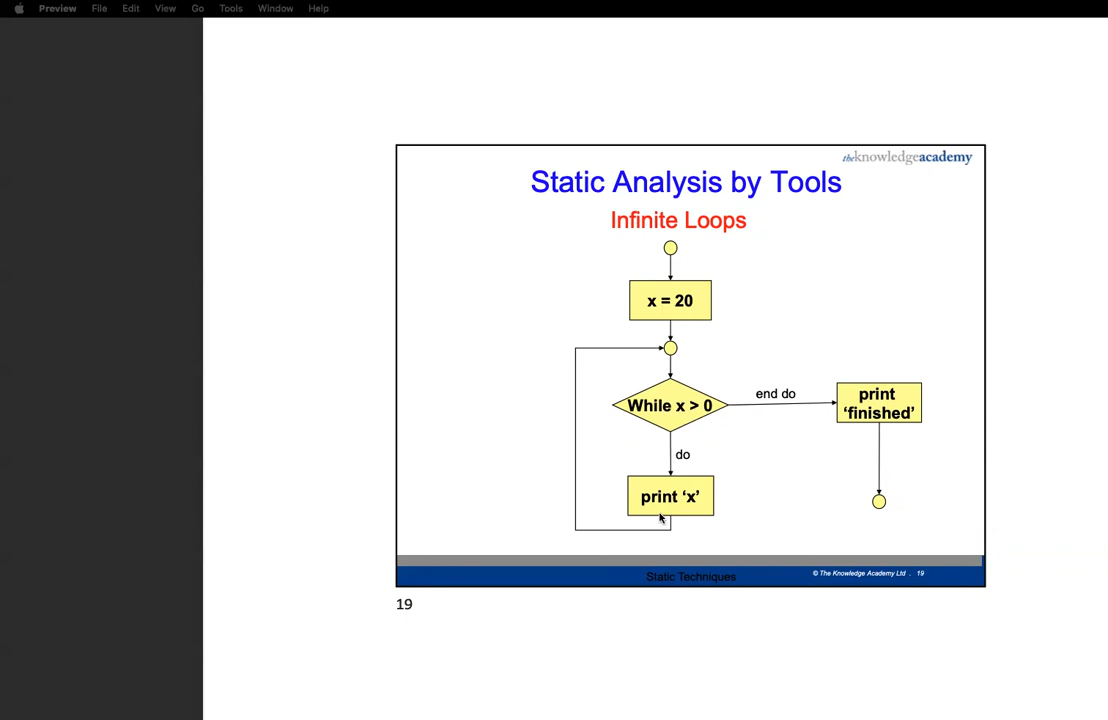 Preview File Edit View Go Tools Window Help
theknowledgeacademy
Static Analysis by Tools
Infinite Loops
x = 20
While x > 0
end do
print
‘finished’
do
print ‘x’
Static Techniques
© The Knowledge Academy Ltd . 19
19